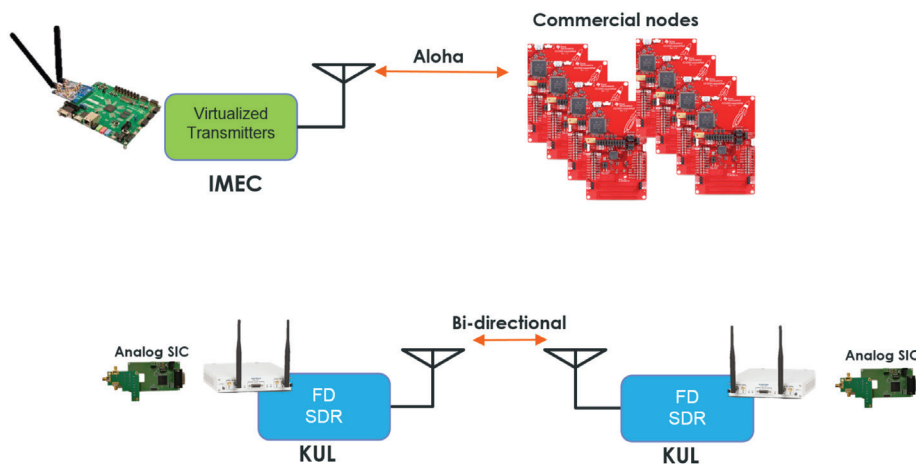 Commercial nodes
Aloha
Virtualized
Transmitters
IMEC
Bi-directional
Analog SIC
Analog SIC
FD
SDR
FD
SDR
KUL
KUL